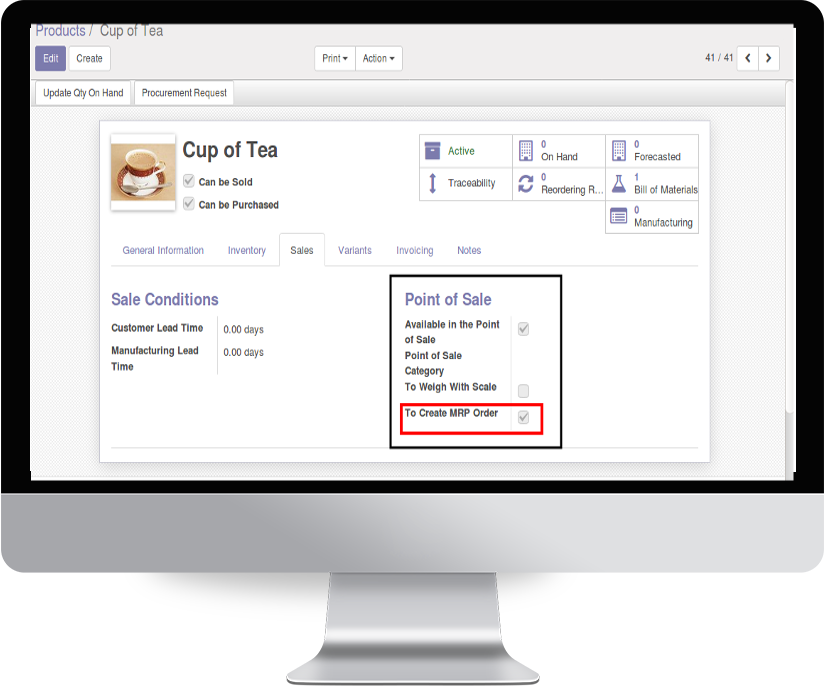 Products / Cup of Tea
Edit Create Print Action 41 / 41
Update Qty On Hand Procurement Request
Cup of Tea
Can be Sold
Can be Purchased
Active
0
On Hand
0
Forecasted
Traceability
0
Reordering R...
1
Bill of Materials
0
Manufacturing
General Information Inventory Sales Variants Invoicing Notes
Sale Conditions
Customer Lead Time 0.00 days
Manufacturing Lead
Time
0.00 days
Point of Sale
Available in the Point
of Sale
Point of Sale
Category
To Weigh With Scale
To Create MRP Order